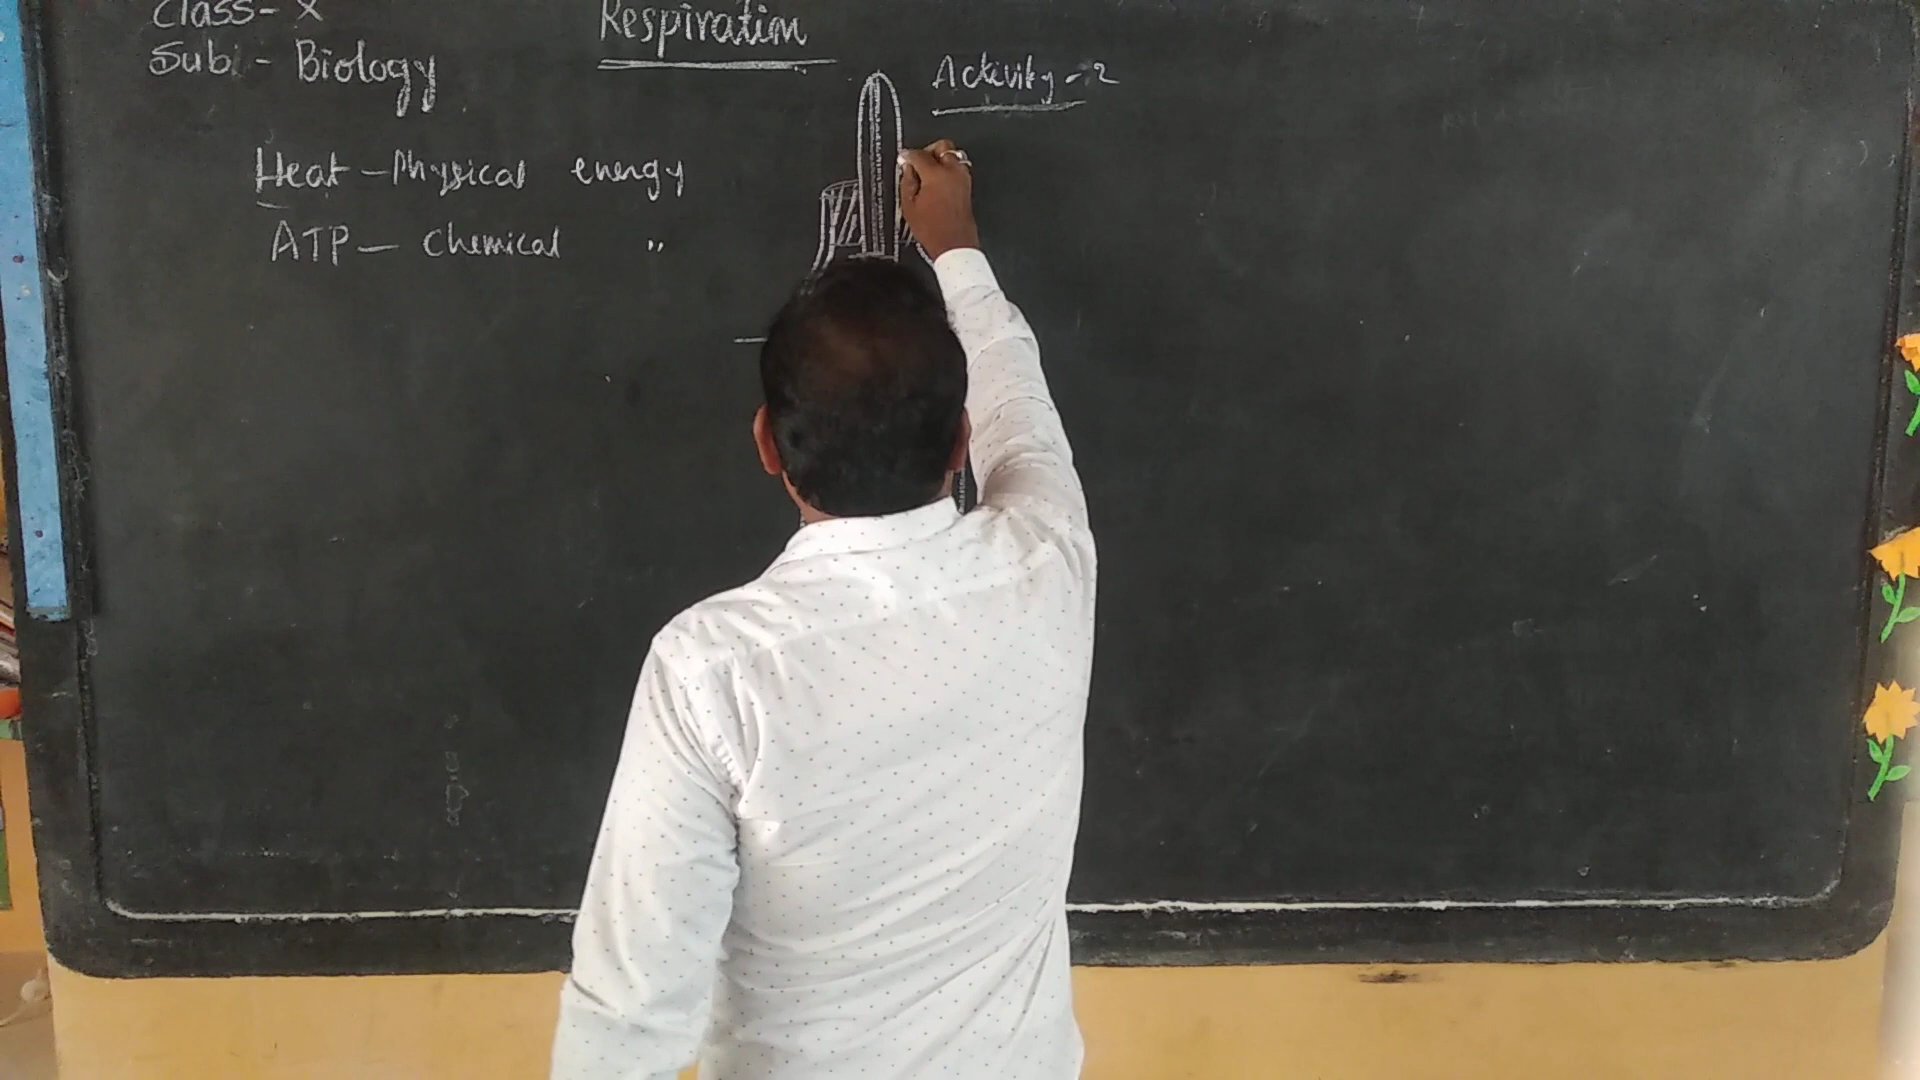 Class- X
Sub - Biology
Respiration
Activity - 2
Heat - Physical energy
ATP - Chemical "